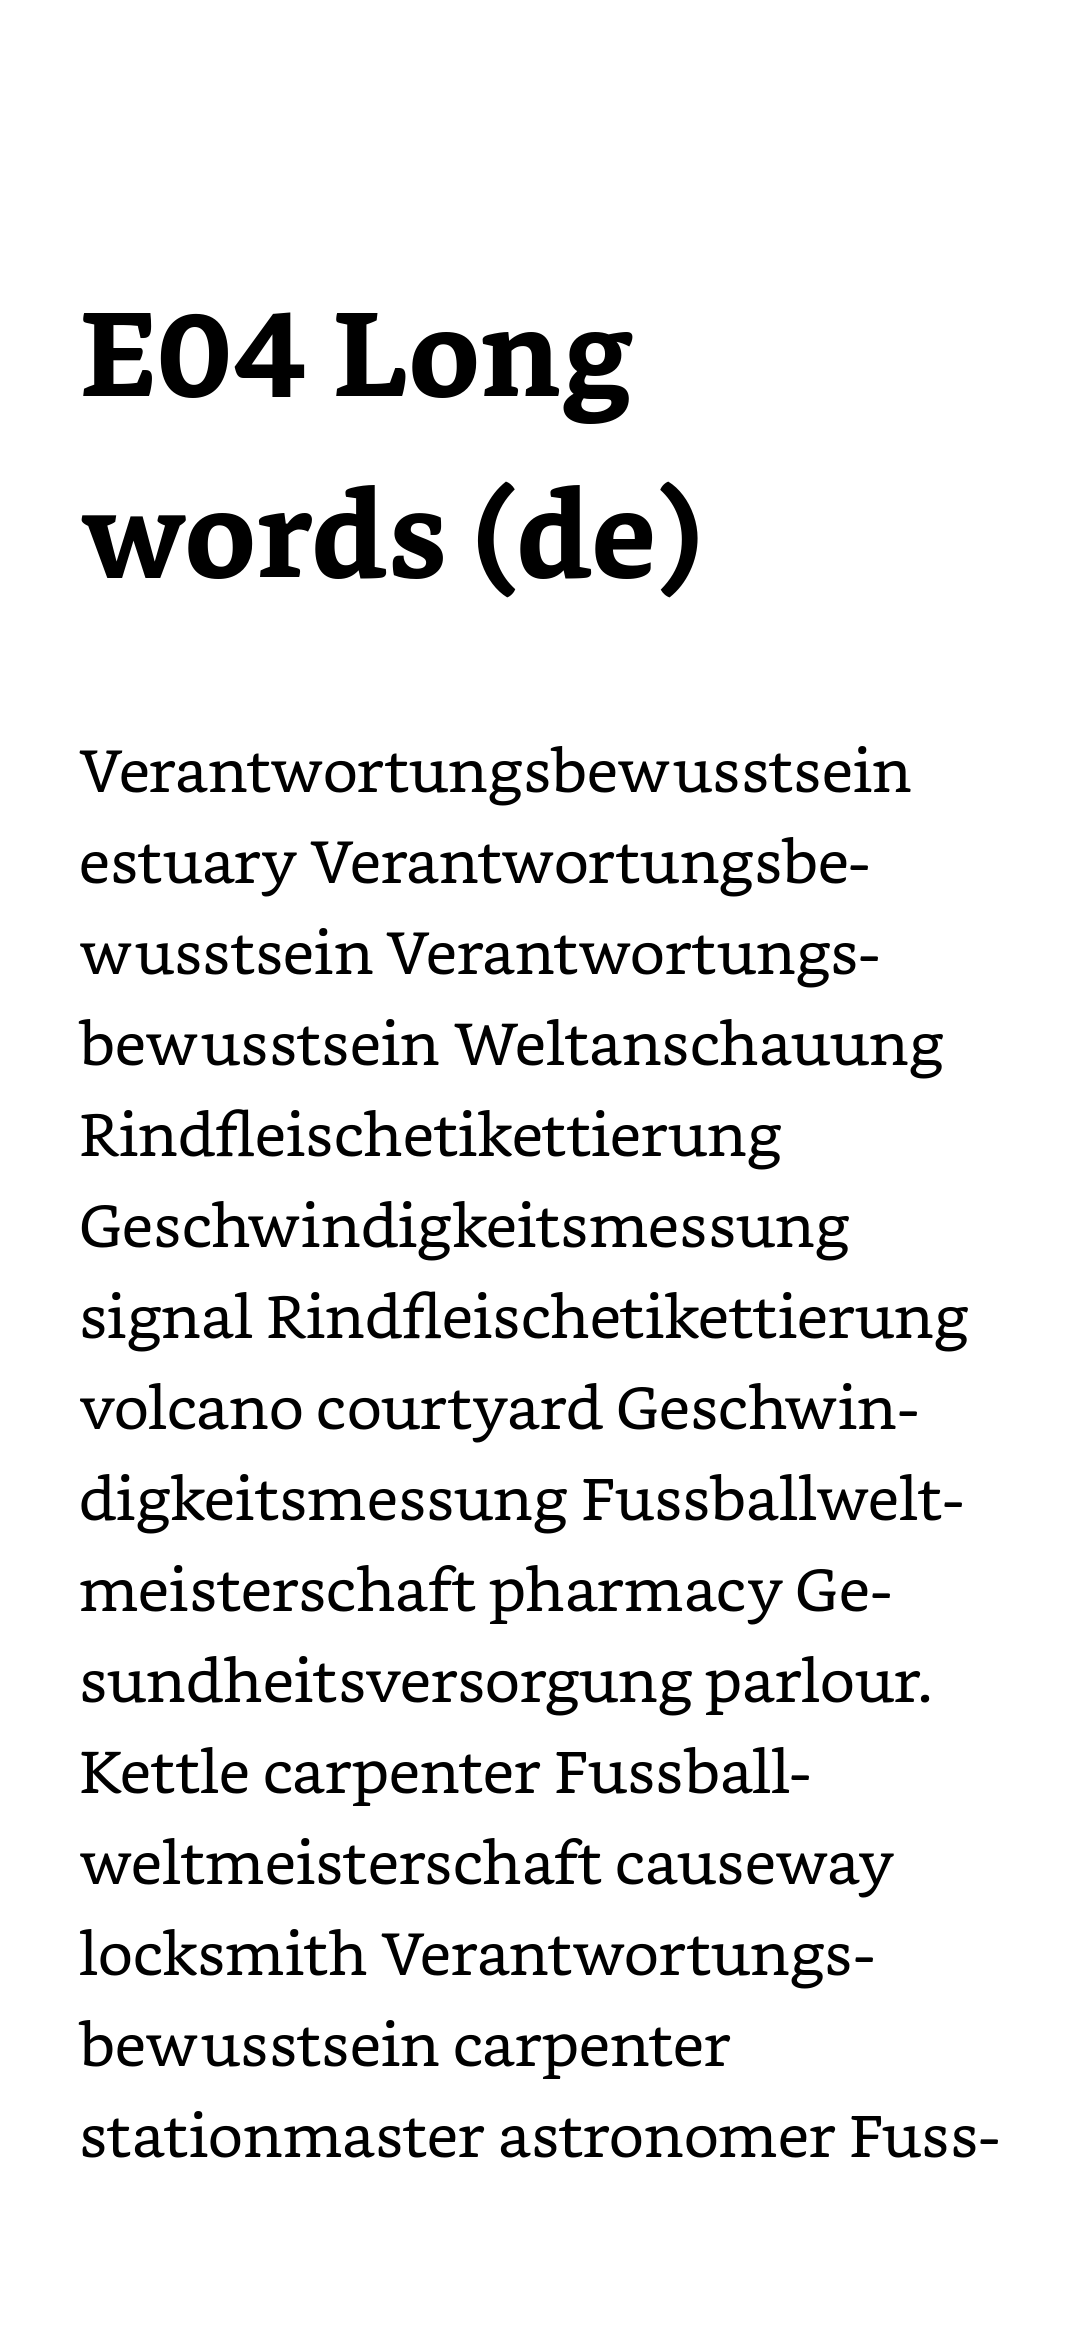 E04 Long
words (de)
Verantwortungsbewusstsein
estuary Verantwortungsbe-
wusstsein Verantwortungs-
bewusstsein Weltanschauung
Rindfleischetikettierung
Geschwindigkeitsmessung
signal Rindfleischetikettierung
volcano courtyard Geschwin-
digkeitsmessung Fussballwelt-
meisterschaft pharmacy Ge-
sundheitsversorgung parlour.
Kettle carpenter Fussball-
weltmeisterschaft causeway
locksmith Verantwortungs-
bewusstsein carpenter
stationmaster astronomer Fuss-